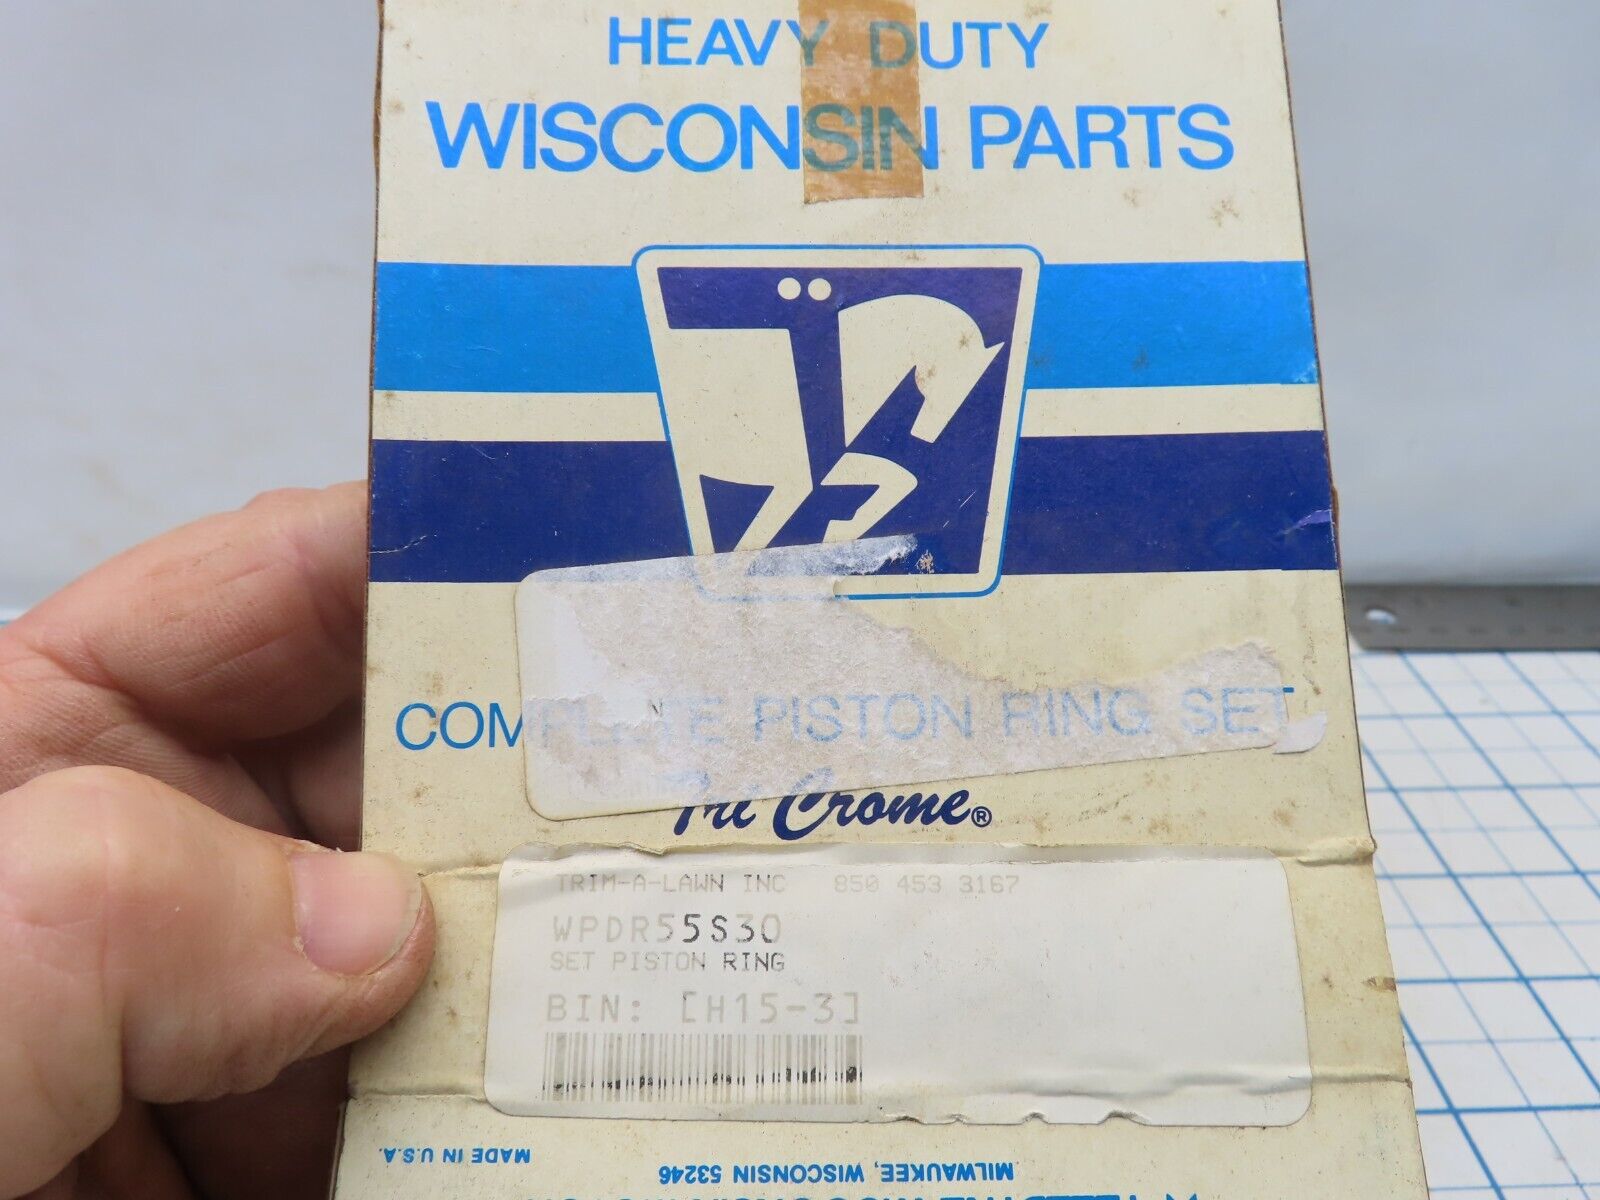 HEAVY DUTY
WISCONSIN PARTS
COMPLETE PISTON RING SET
Tru Crome®
TRIM-A-LAWN INC 850 453 3167
WPDR55S30
SET PISTON RING
BIN: [H15-3]
MADE IN U.S.A.
MILWAUKEE, WISCONSIN 53246